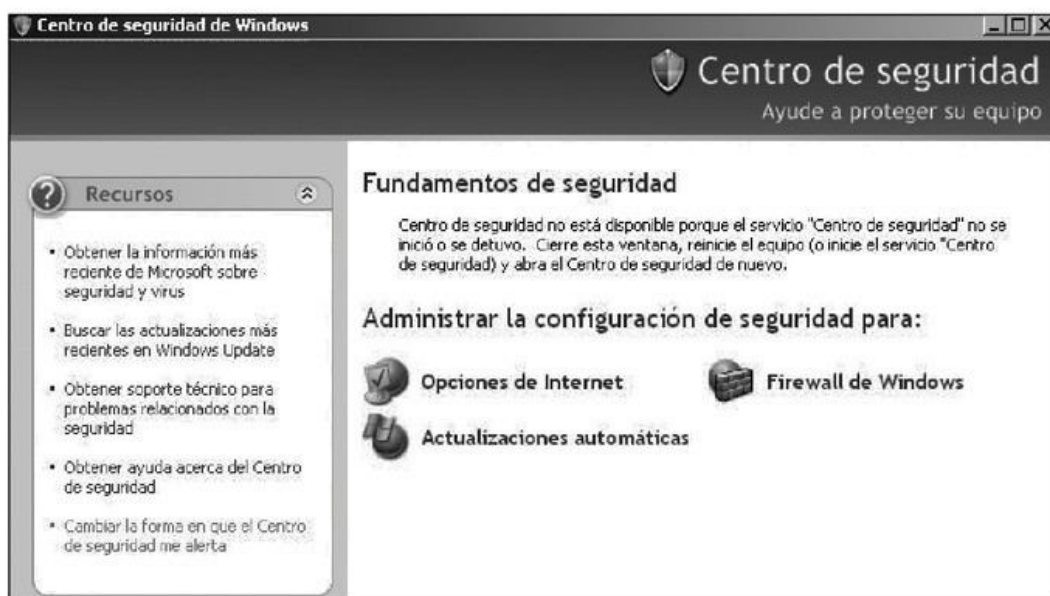 Centro de seguridad de Windows
Centro de seguridad
Ayude a proteger su equipo
Recursos
• Obtener la información más
reciente de Microsoft sobre
seguridad y virus
• Buscar las actualizaciones más
recientes en Windows Update
• Obtener soporte técnico para
problemas relacionados con la
seguridad
• Obtener ayuda acerca del Centro
de seguridad
• Cambiar la forma en que el Centro
de seguridad me alerta
Fundamentos de seguridad
Centro de seguridad no está disponible porque el servicio "Centro de seguridad" no se
inició o se detuvo. Cierre esta ventana, reinicie el equipo (o inicie el servicio "Centro
de seguridad) y abra el Centro de seguridad de nuevo.
Administrar la configuración de seguridad para:
Opciones de Internet
Firewall de Windows
Actualizaciones automáticas